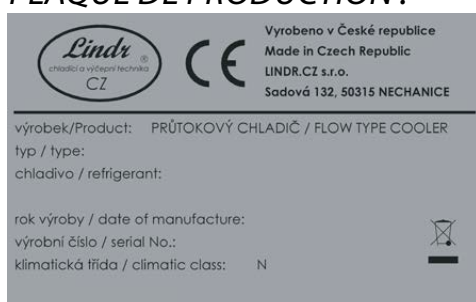 PLAQUE DE PRODUCTION :
Lindr ®
chladící a výčepní technika
CZ
CE
Vyrobeno v České republice
Made in Czech Republic
LINDR.CZ s.r.o.
Sadová 132, 50315 NECHANICE
výrobek/Product: PRŮTOKOVÝ CHLADIČ / FLOW TYPE COOLER
typ / type:
chladivo / refrigerant:
rok výroby / date of manufacture:
výrobní číslo / serial No.:
klimatická třída / climatic class: N